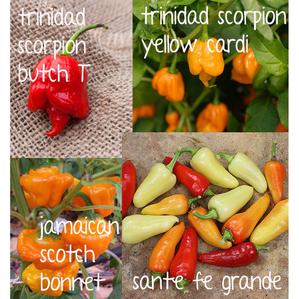 trinidad
scorpion
butch T
trinidad scorpion
yellow cardi
jamaican
scotch
bonnet
sante fe grande